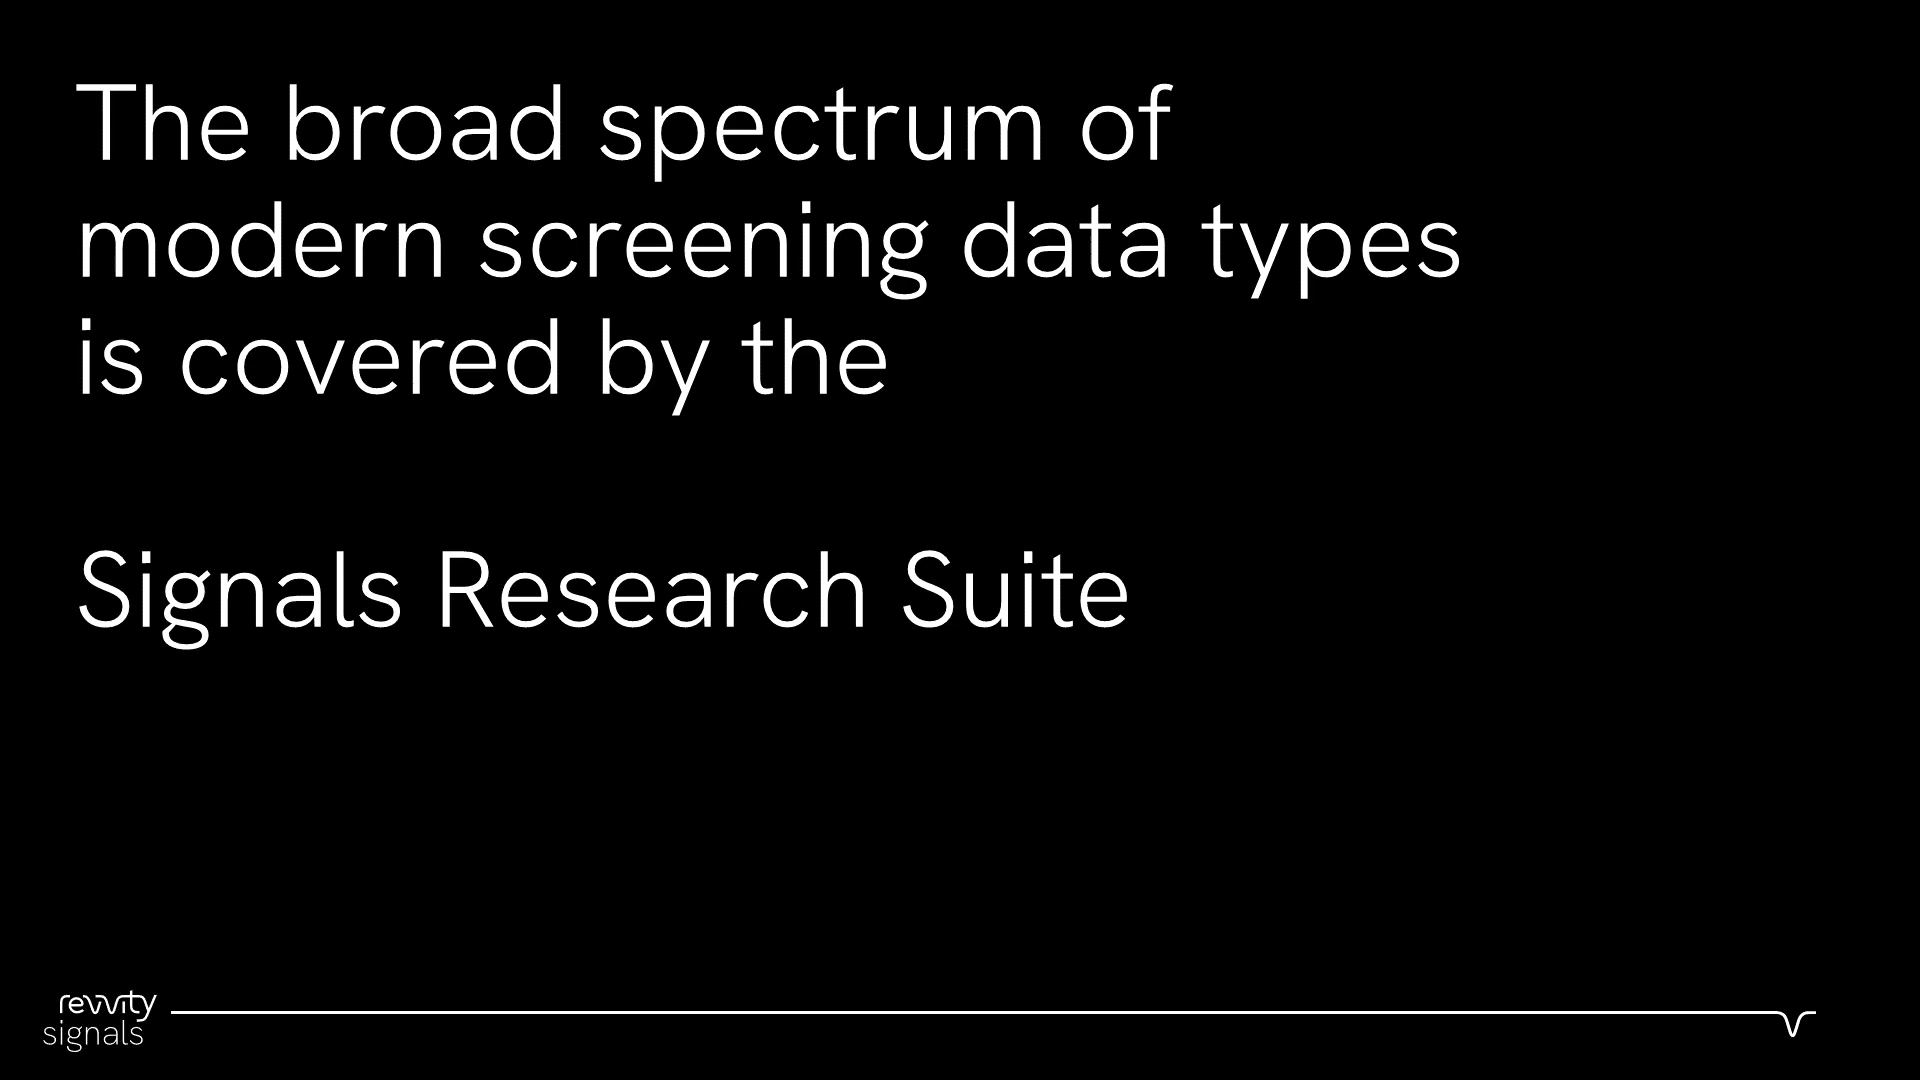 The broad spectrum of
modern screening data types
is covered by the
Signals Research Suite
revvity
signals